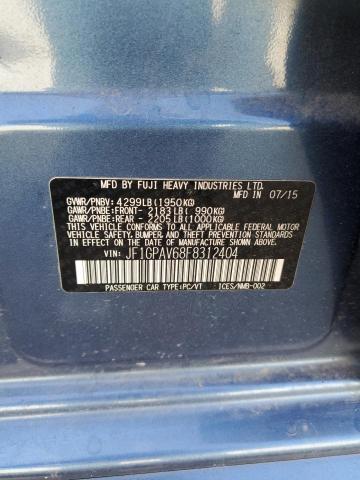 MFD. BY FUJI HEAVY INDUSTRIES LTD.
MADE IN 07/15
GVWR/PNBV: 4299LB(1950KG)
GAWR/PNBE:FRONT- 2183LB( 990KG)
GAWR/PNBE:REAR - 2205LB(1000KG)
THIS VEHICLE CONFORMS TO ALL APPLICABLE FEDERAL MOTOR
VEHICLE SAFETY, BUMPER, AND THEFT PREVENTION STANDARDS
IN EFFECT ON THE DATE OF MANUFACTURE SHOWN ABOVE.
VIN: JF1GPAV68F8312404
PASSENGER CAR TYPE:PC/VT ICES/NMB-002